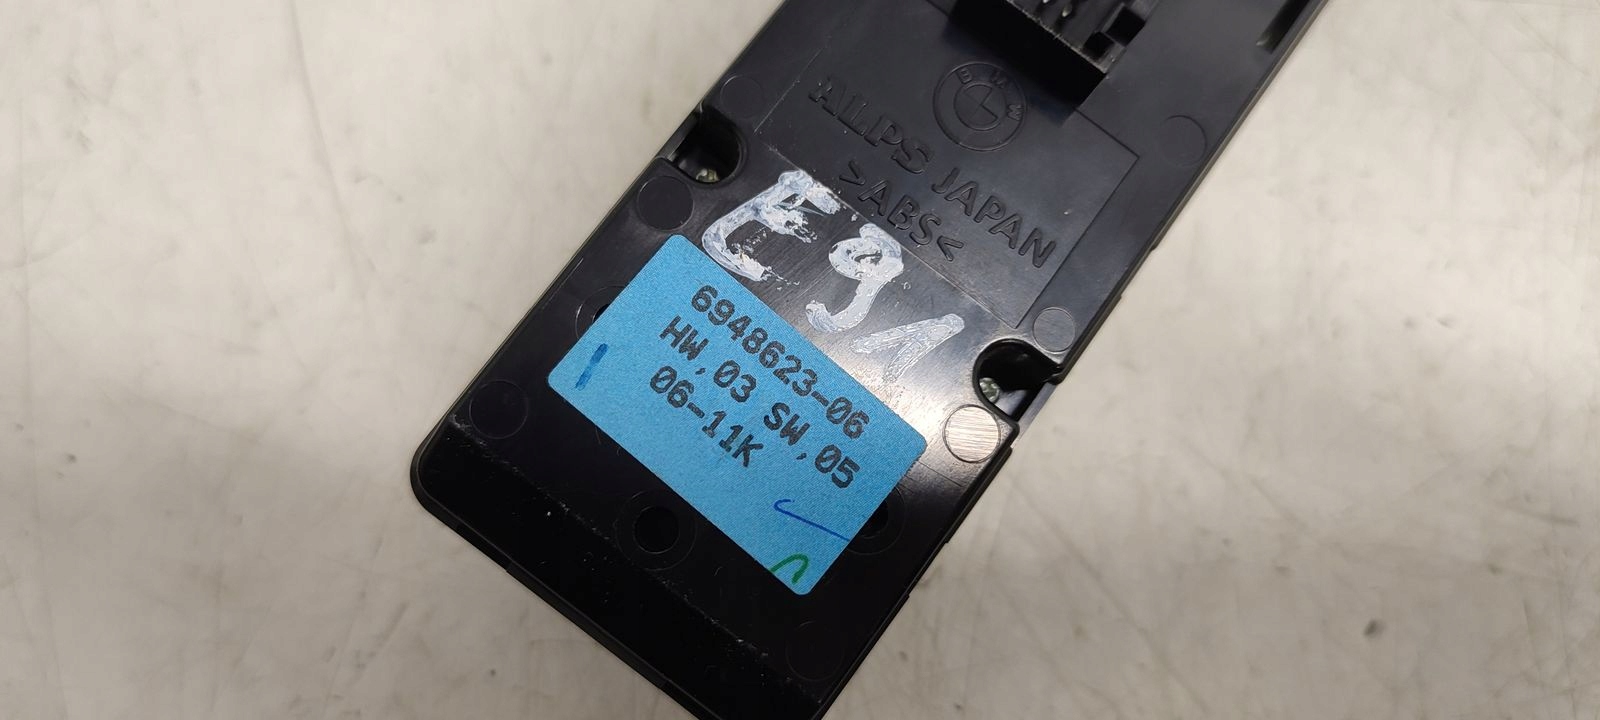 BMW
ALPS JAPAN
>ABS<
E91
6948623-06
HW,03 SW,05
06-11K